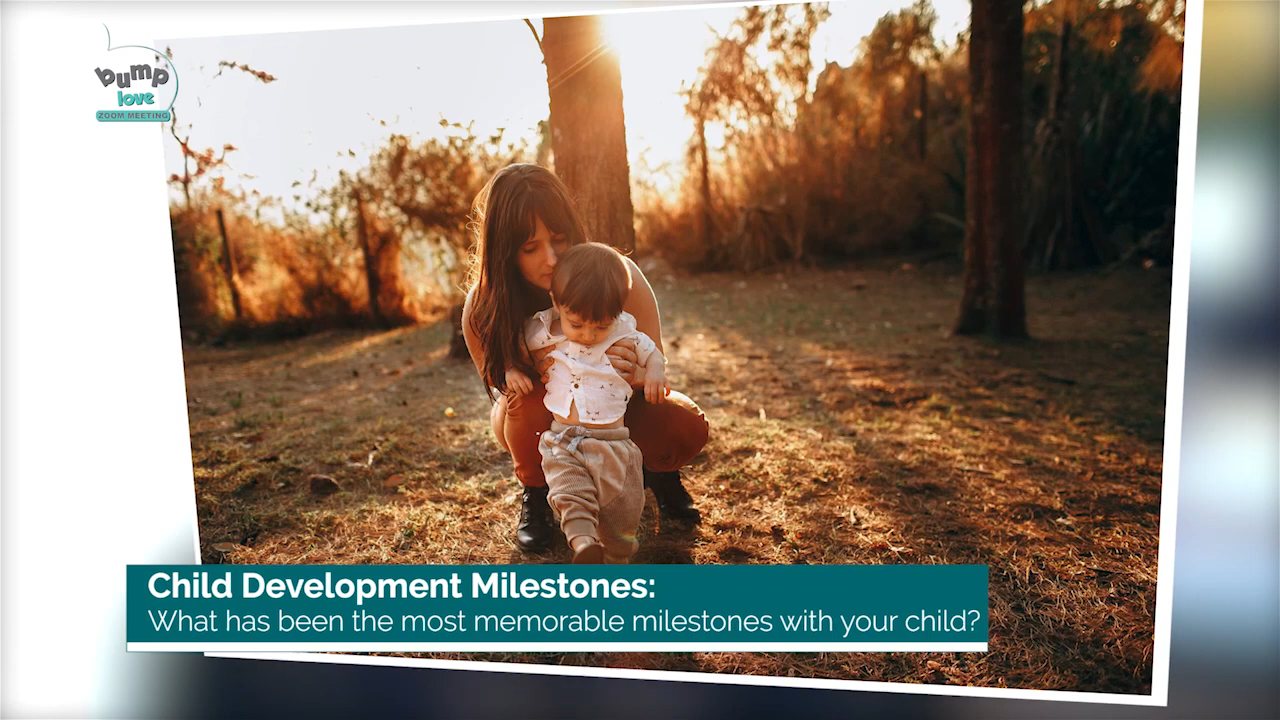 bump
love
ZOOM MEETING
Child Development Milestones:
What has been the most memorable milestones with your child?